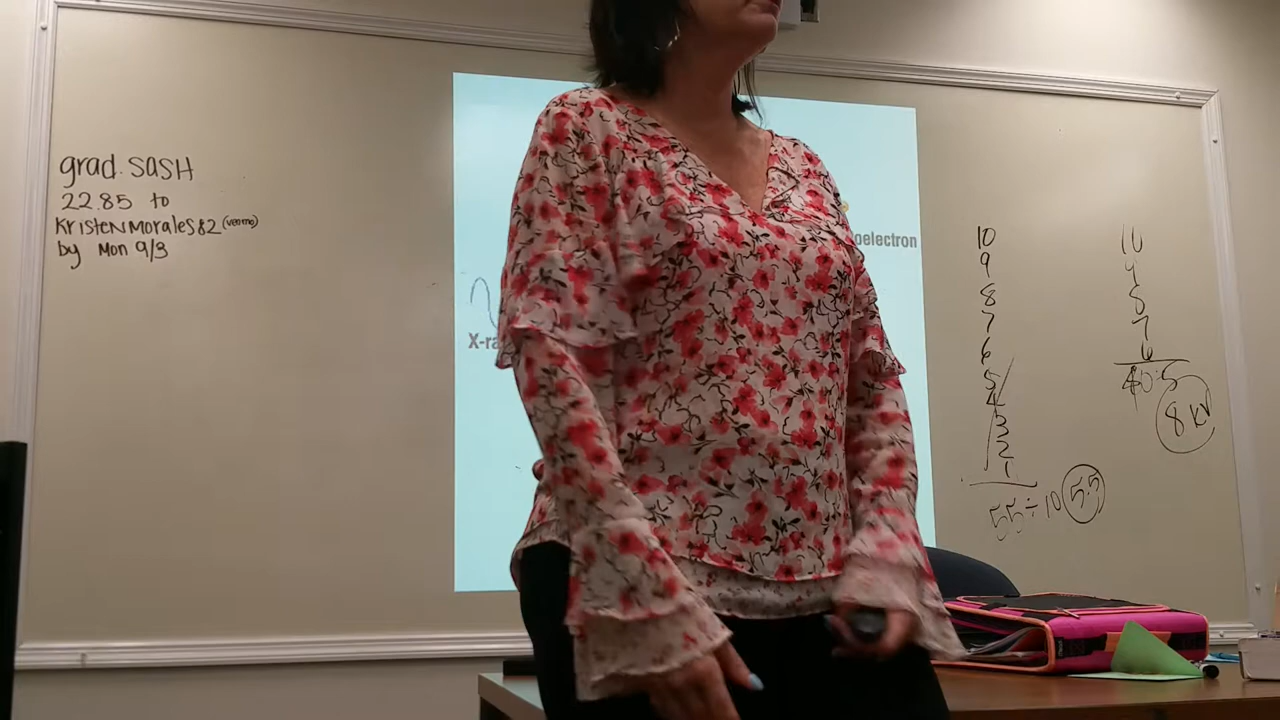 grad. SASH
22.85 to
KristenMorales82 (venmo)
by Mon 9/3
X-ra
oelectron
10
9
8
7
6
5
4
3
2
1
55 ÷ 10 5.5
10
9
8
7
6
40÷5
8 kV